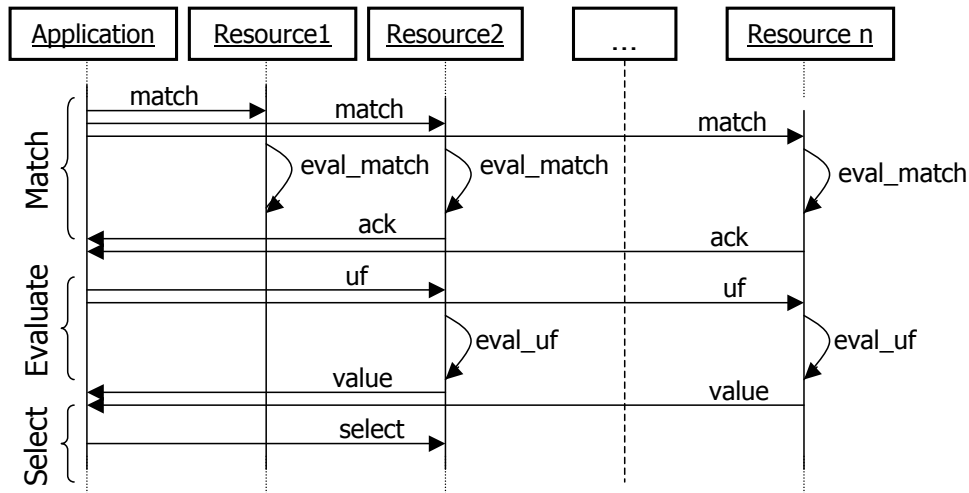 Application
Resource1
Resource2
...
Resource n
Match
match
match
match
eval_match
eval_match
eval_match
ack
ack
Evaluate
uf
uf
eval_uf
eval_uf
value
value
Select
select